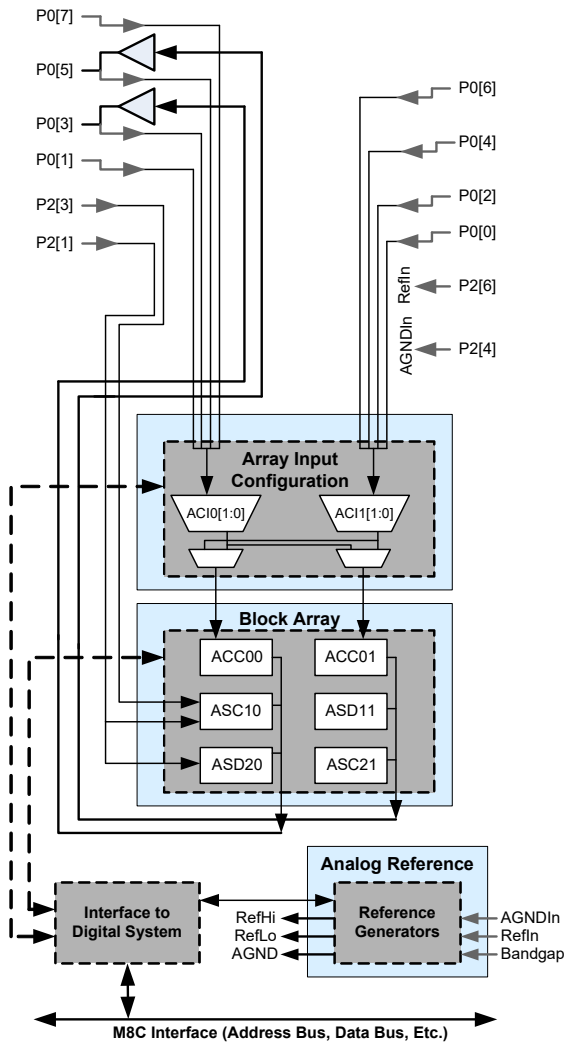 P0[7]
P0[5]
P0[3]
P0[1]
P2[3]
P2[1]
P0[6]
P0[4]
P0[2]
P0[0]
P2[6]
P2[4]
RefIn
AGNDIn
Array Input
Configuration
ACI0[1:0]
ACI1[1:0]
Block Array
ACC00
ACC01
ASC10
ASD11
ASD20
ASC21
Analog Reference
Interface to
Digital System
RefHi
RefLo
AGND
Reference
Generators
AGNDIn
RefIn
Bandgap
M8C Interface (Address Bus, Data Bus, Etc.)